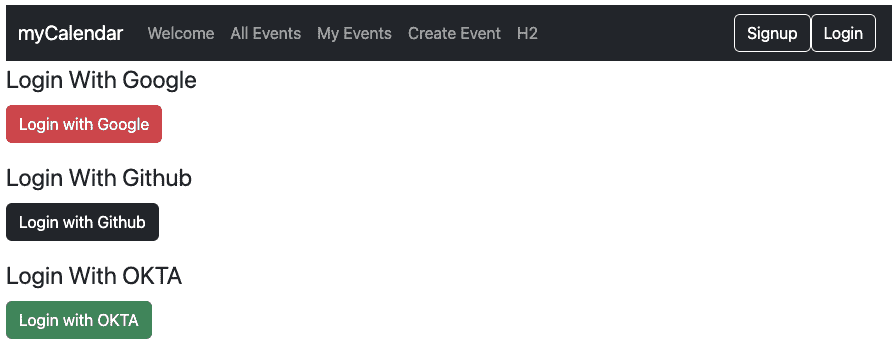 myCalendar Welcome All Events My Events Create Event H2 Signup Login
Login With Google
Login with Google
Login With Github
Login with Github
Login With OKTA
Login with OKTA